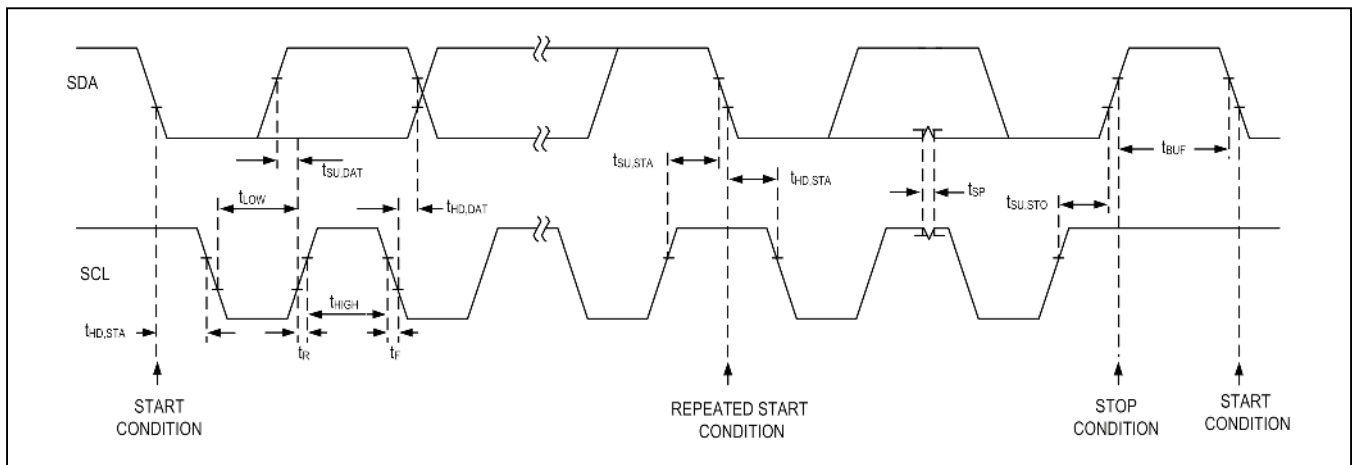 SDA
tSU,DAT
tSU,STA
tBUF
tHD,STA
tSP
tLOW
tHD,DAT
tSU,STO
SCL
tHIGH
tHD,STA
tR
tF
START
CONDITION
REPEATED START
CONDITION
STOP
CONDITION
START
CONDITION